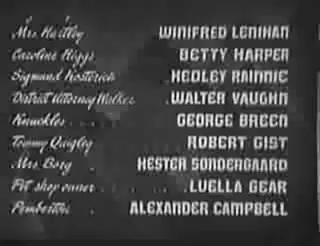 Mrs. Hartley WINIFRED LENIHAN
Caroline Higgs BETTY HARPER
Sigmund Kosterich HEDLEY RAINNIE
District Attorney Walker . WALTER VAUGHN
Knuckles . . . . GEORGE BREEN
Tommy Quigley ROBERT GIST
Mrs. Berg . HESTER SONDERGAARD
Pet shop owner . . . . . . . LUELLA GEAR
Pemberton . ALEXANDER CAMPBELL